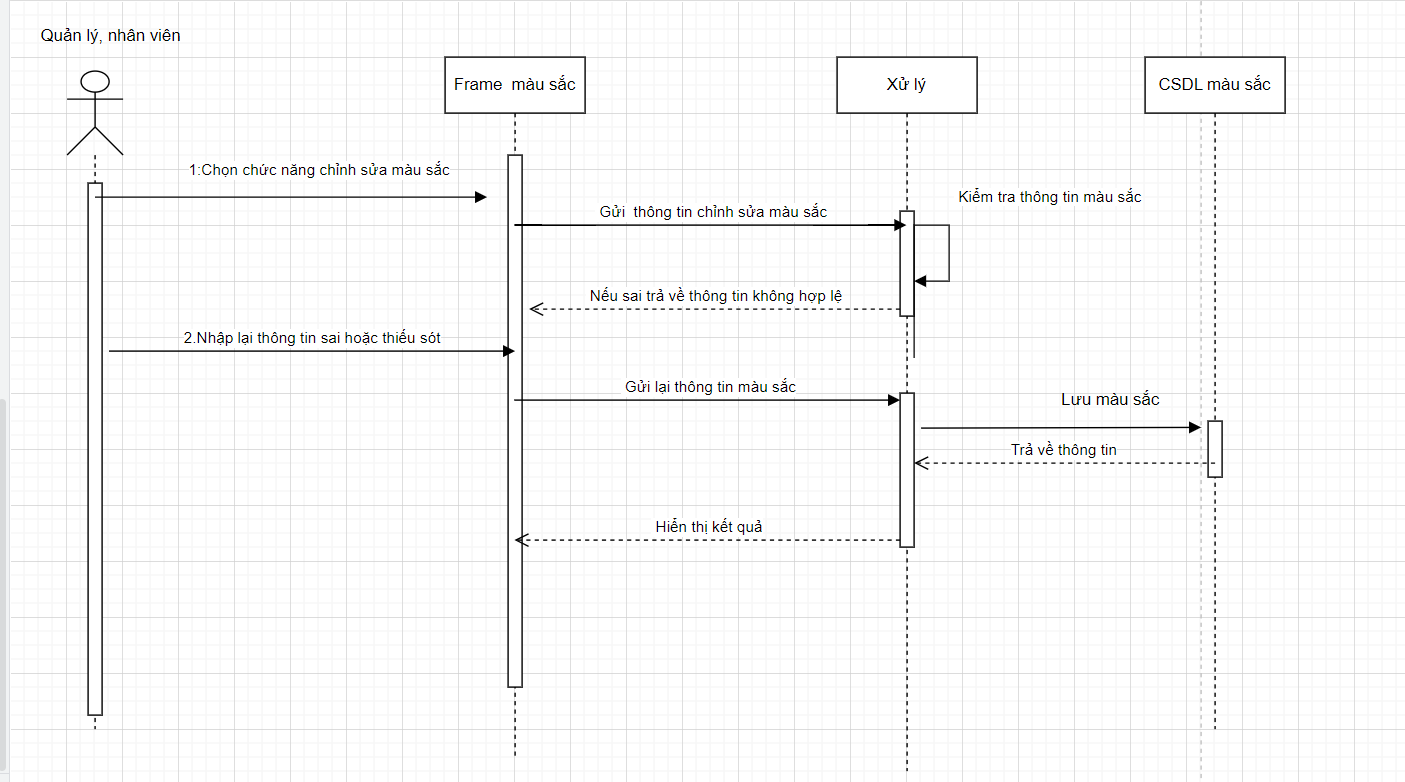 Quản lý, nhân viên
Frame màu sắc
Xử lý
CSDL màu sắc
1:Chọn chức năng chỉnh sửa màu sắc
Kiểm tra thông tin màu sắc
Gửi thông tin chỉnh sửa màu sắc
Nếu sai trả về thông tin không hợp lệ
2.Nhập lại thông tin sai hoặc thiếu sót
Gửi lại thông tin màu sắc
Lưu màu sắc
Trả về thông tin
Hiển thị kết quả